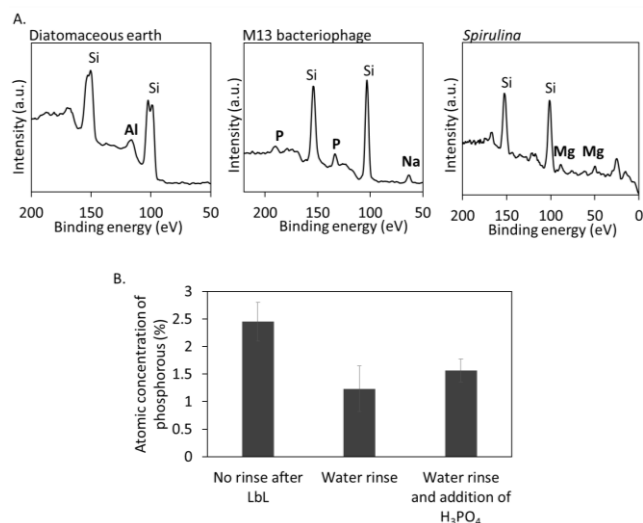 A.
Diatomaceous earth
M13 bacteriophage
Spirulina
Intensity (a.u.)
Si
Al
Si
200 150 100 50
Binding energy (eV)
Intensity (a.u.)
P
Si
P
Si
Na
200 150 100 50
Binding energy (eV)
Intensity (a.u.)
Si
Si
Mg Mg
200 150 100 50 0
Binding energy (eV)
B.
Atomic concentration of
phosphorous (%)
3
2.5
2
1.5
1
0.5
0
No rinse after
LbL
Water rinse
Water rinse
and addition of
H₃PO₄